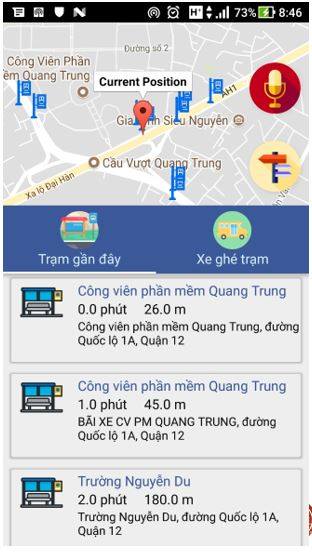 H+ 73% 8:46
Đường số 2
Công Viên Phần
ềm Quang Trung
Current Position
AH1
Siêu Nguyên
Cầu Vượt Quang Trung
Xa lộ Đại Hàn
Trạm gần đây
Xe ghé trạm
Công viên phần mềm Quang Trung
0.0 phút 26.0 m
Công viên phần mềm Quang Trung, đường
Quốc lộ 1A, Quận 12
Công viên phần mềm Quang Trung
1.0 phút 45.0 m
BÃI XE CV PM QUANG TRUNG, đường
Quốc lộ 1A, Quận 12
Trường Nguyễn Du
2.0 phút 180.0 m
Trường Nguyễn Du, đường Quốc lộ 1A,
Quận 12